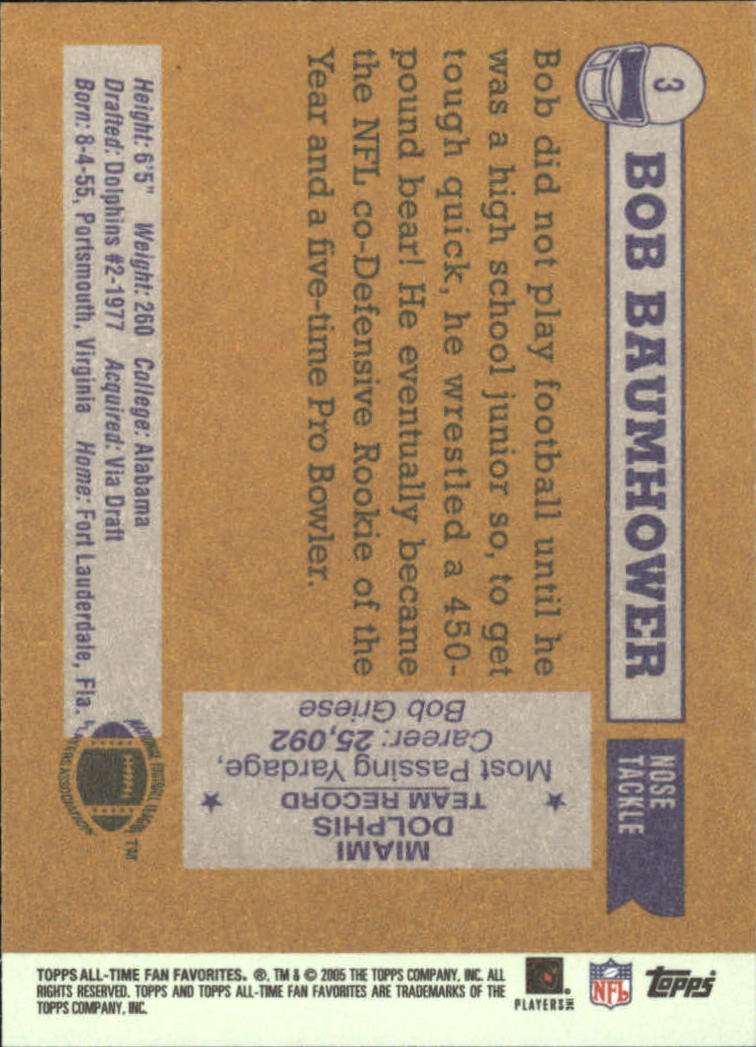 3
BOB BAUMHOWER
NOSE
TACKLE
Bob did not play football until he
was a high school junior so, to get
tough quick, he wrestled a 450-
pound bear! He eventually became
the NFL co-Defensive Rookie of the
Year and a five-time Pro Bowler.
MIAMI
DOLPHIS
TEAM RECORD
Most Passing Yardage,
Career: 25,092
Bob Griese
Height: 6'5" Weight: 260 College: Alabama
Drafted: Dolphins #2-1977 Acquired: Via Draft
Born: 8-4-55, Portsmouth, Virginia Home: Fort Lauderdale, Fla.
TM
TOPPS ALL-TIME FAN FAVORITES. ®, TM & © 2005 THE TOPPS COMPANY, INC. ALL
RIGHTS RESERVED. TOPPS AND TOPPS ALL-TIME FAN FAVORITES ARE TRADEMARKS OF THE
TOPPS COMPANY, INC.
PLAYERS INC
NFL
topps